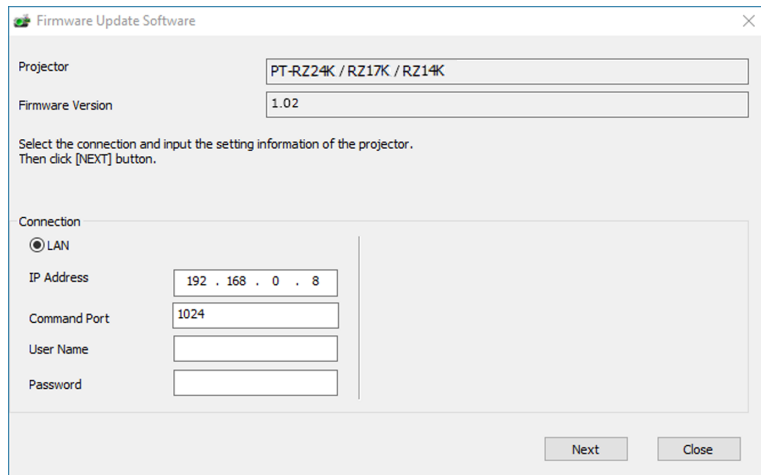 Firmware Update Software
Projector PT-RZ24K / RZ17K / RZ14K
Firmware Version 1.02
Select the connection and input the setting information of the projector.
Then click [NEXT] button.
Connection
LAN
IP Address 192 . 168 . 0 . 8
Command Port 1024
User Name
Password
Next Close